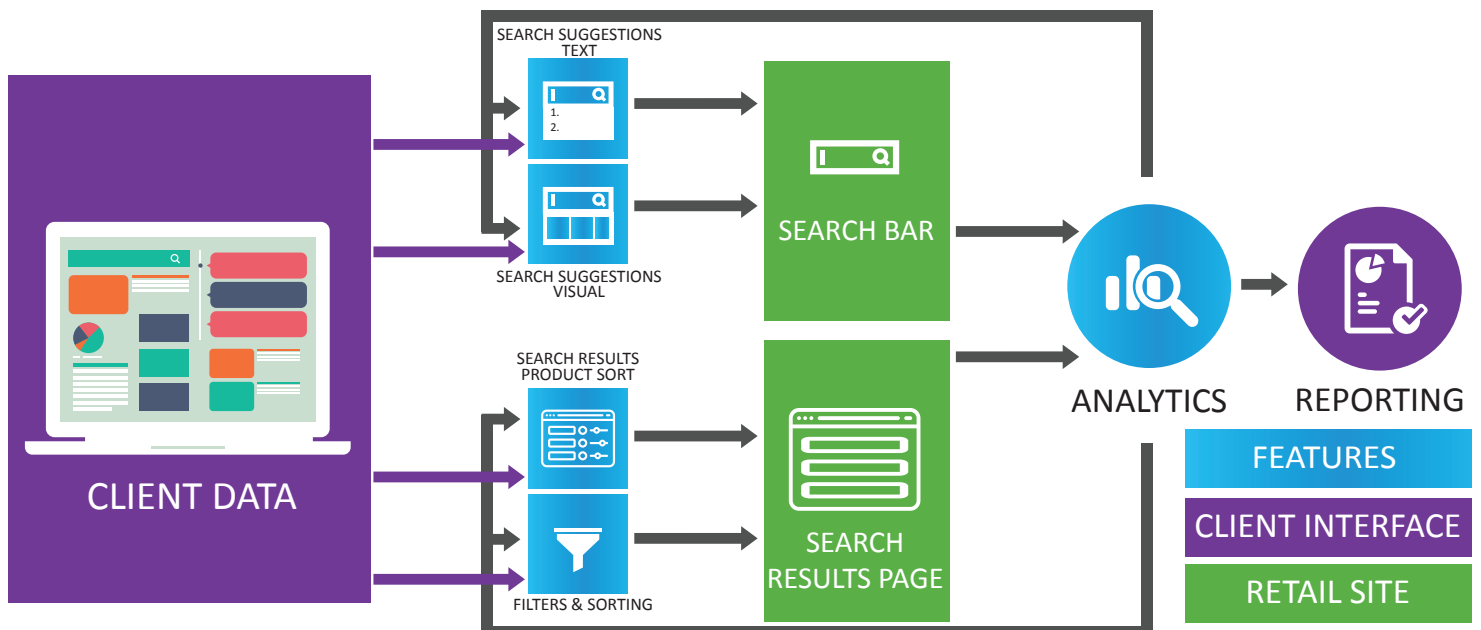 SEARCH SUGGESTIONS
TEXT
1.
2.
SEARCH SUGGESTIONS
VISUAL
SEARCH BAR
CLIENT DATA
SEARCH RESULTS
PRODUCT SORT
FILTERS & SORTING
SEARCH
RESULTS PAGE
ANALYTICS
REPORTING
FEATURES
CLIENT INTERFACE
RETAIL SITE